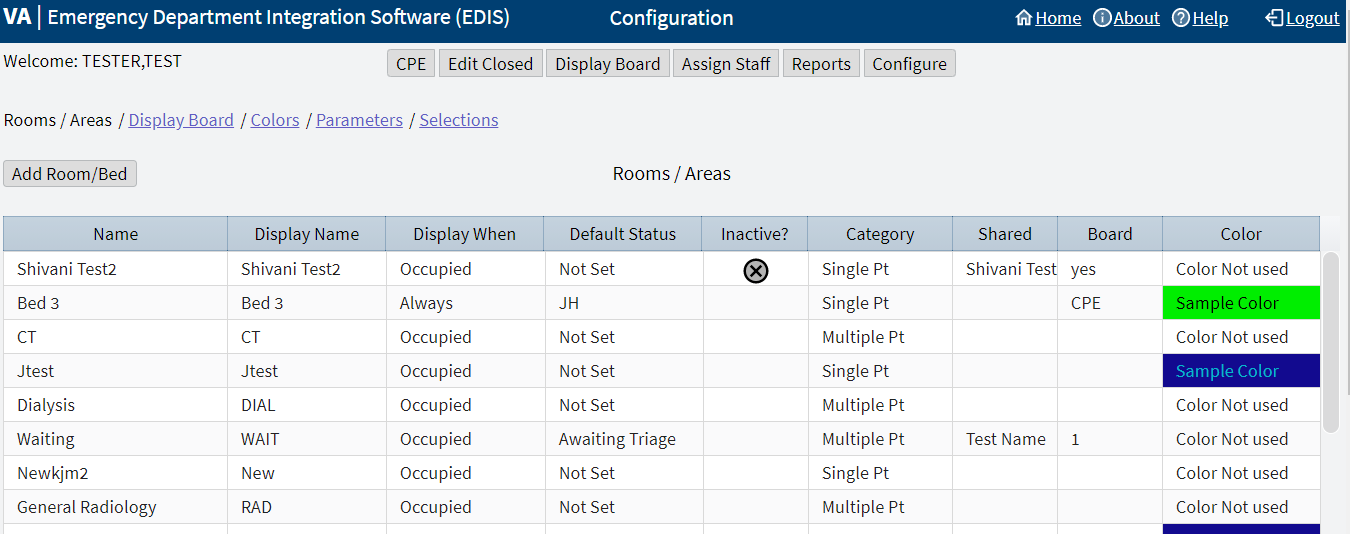 VA | Emergency Department Integration Software (EDIS) Configuration Home About Help Logout
Welcome: TESTER,TEST CPE Edit Closed Display Board Assign Staff Reports Configure
Rooms / Areas / Display Board / Colors / Parameters / Selections
Add Room/Bed Rooms / Areas
Name Display Name Display When Default Status Inactive? Category Shared Board Color
Shivani Test2 Shivani Test2 Occupied Not Set Single Pt Shivani Test yes Color Not used
Bed 3 Bed 3 Always JH Single Pt CPE Sample Color
CT CT Occupied Not Set Multiple Pt Color Not used
Jtest Jtest Occupied Not Set Single Pt Sample Color
Dialysis DIAL Occupied Not Set Multiple Pt Color Not used
Waiting WAIT Occupied Awaiting Triage Multiple Pt Test Name 1 Color Not used
Newkjm2 New Occupied Not Set Single Pt Color Not used
General Radiology RAD Occupied Not Set Multiple Pt Color Not used